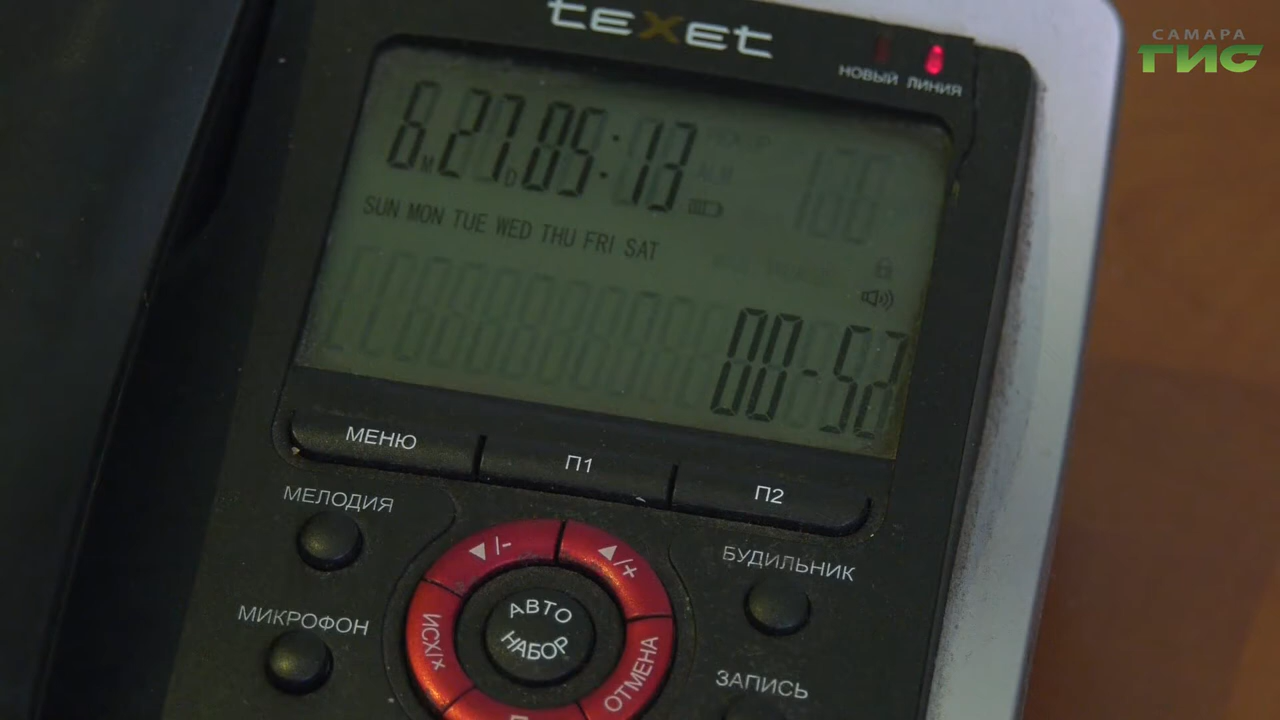 texet
САМАРА
ГИС
НОВЫЙ ЛИНИЯ
6.27.05:13
M D
SUN MON TUE WED THU FRI SAT
00-52
МЕНЮ
П1
П2
МЕЛОДИЯ
◀/-
▲/+
БУДИЛЬНИК
АВТО
НАБОР
МИКРОФОН
ИСХ/×
ОТМЕНА
ЗАПИСЬ